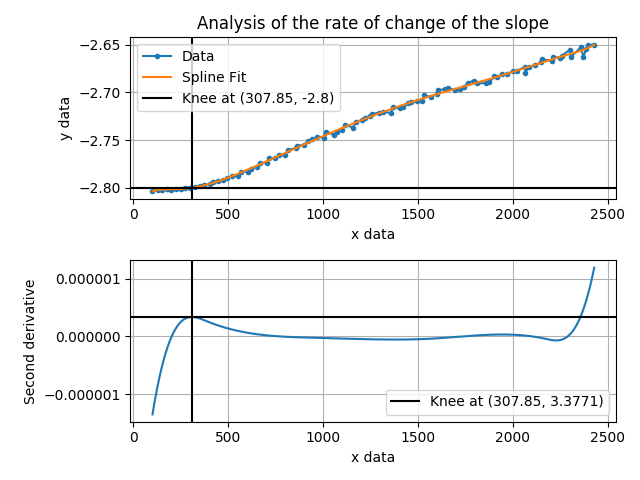 Analysis of the rate of change of the slope
−2.65
−2.70
−2.75
−2.80
y data
Data
Spline Fit
Knee at (307.85, -2.8)
0 500 1000 1500 2000 2500
x data
0.000001
0.000000
−0.000001
Second derivative
Knee at (307.85, 3.3771)
0 500 1000 1500 2000 2500
x data